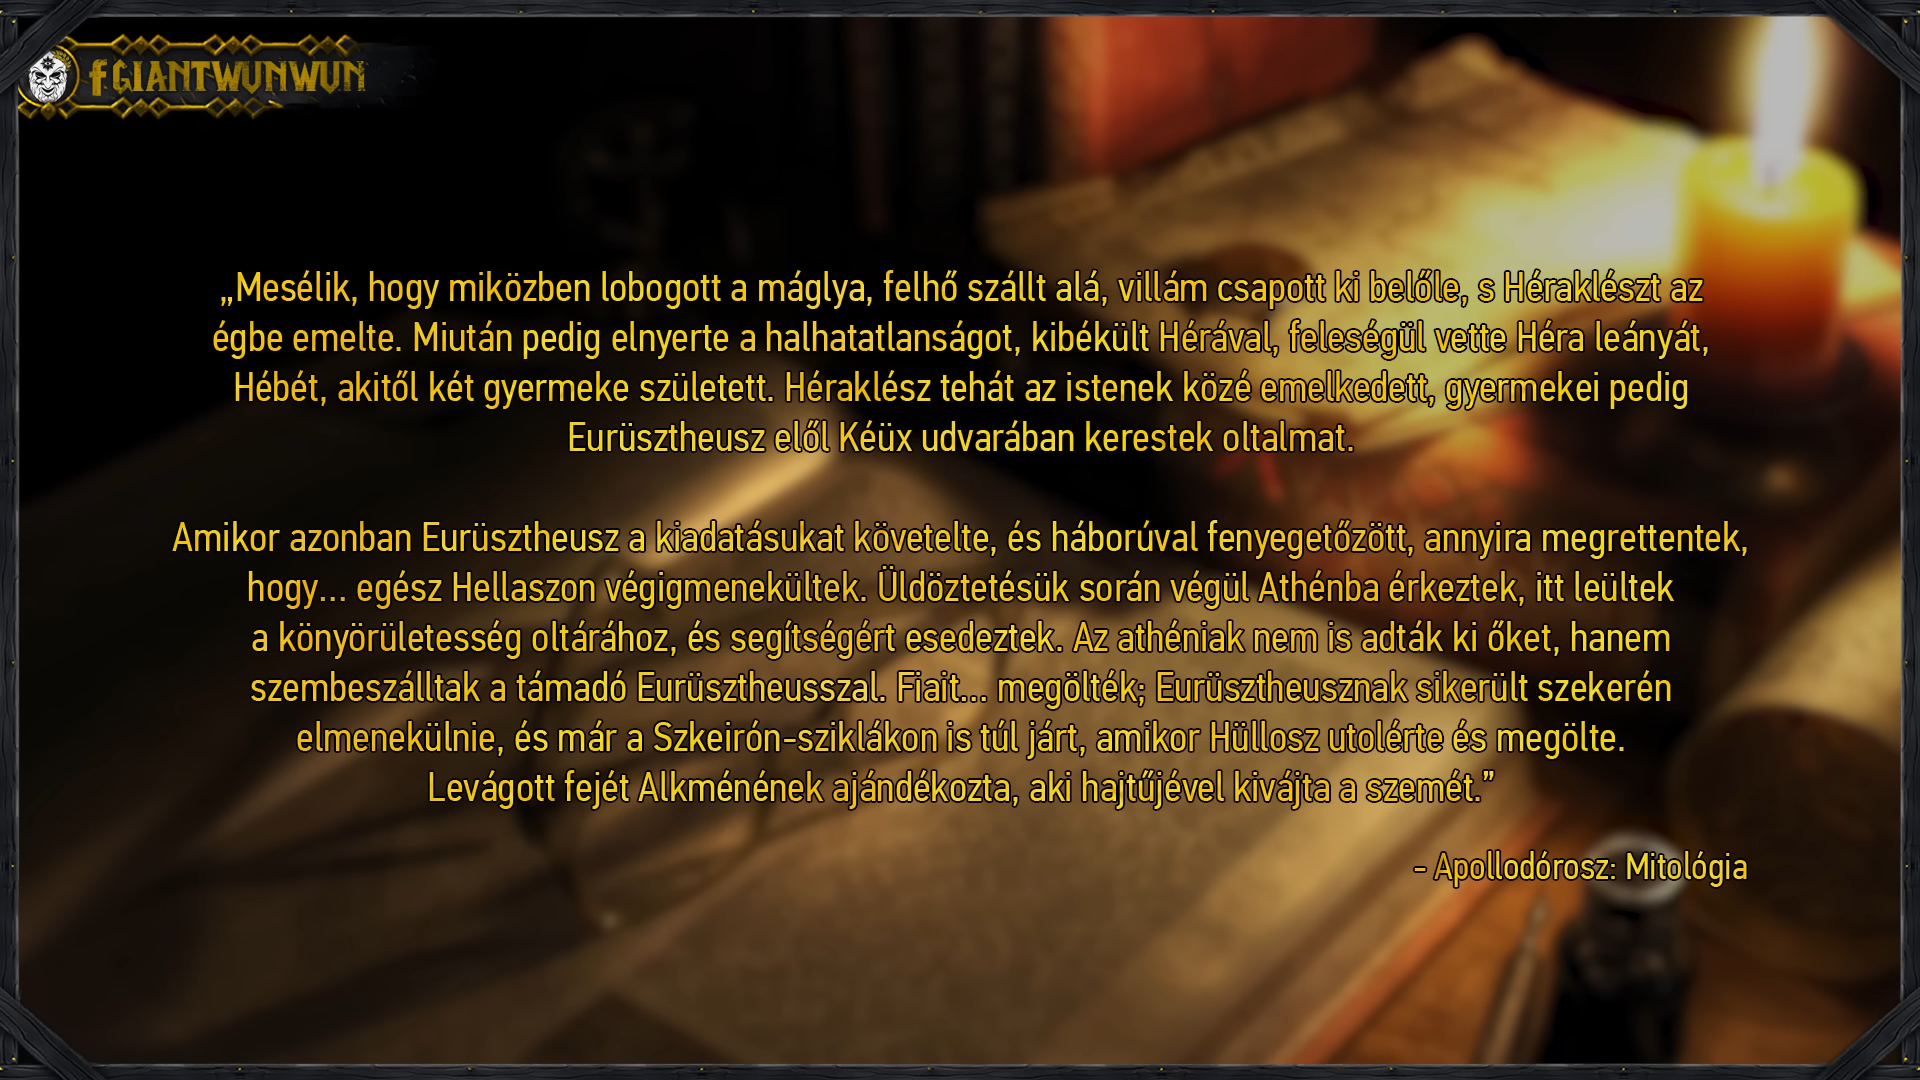 fGIANTWUNWUN
„Mesélik, hogy miközben lobogott a máglya, felhő szállt alá, villám csapott ki belőle, s Héraklészt az
égbe emelte. Miután pedig elnyerte a halhatatlanságot, kibékült Hérával, feleségül vette Héra leányát,
Hébét, akitől két gyermeke született. Héraklész tehát az istenek közé emelkedett, gyermekei pedig
Eurüsztheusz elől Kéüx udvarában kerestek oltalmat.
Amikor azonban Eurüsztheusz a kiadatásukat követelte, és háborúval fenyegetőzött, annyira megrettentek,
hogy... egész Hellaszon végigmenekültek. Üldöztetésük során végül Athénba érkeztek, itt leültek
a könyörületesség oltárához, és segítségért esedeztek. Az athéniak nem is adták ki őket, hanem
szembeszálltak a támadó Eurüsztheusszal. Fiait... megölték; Eurüsztheusznak sikerült szekerén
elmenekülnie, és már a Szkeirón-sziklákon is túl járt, amikor Hüllosz utolérte és megölte.
Levágott fejét Alkménének ajándékozta, aki hajtűjével kivájta a szemét.”
- Apollodórosz: Mitológia